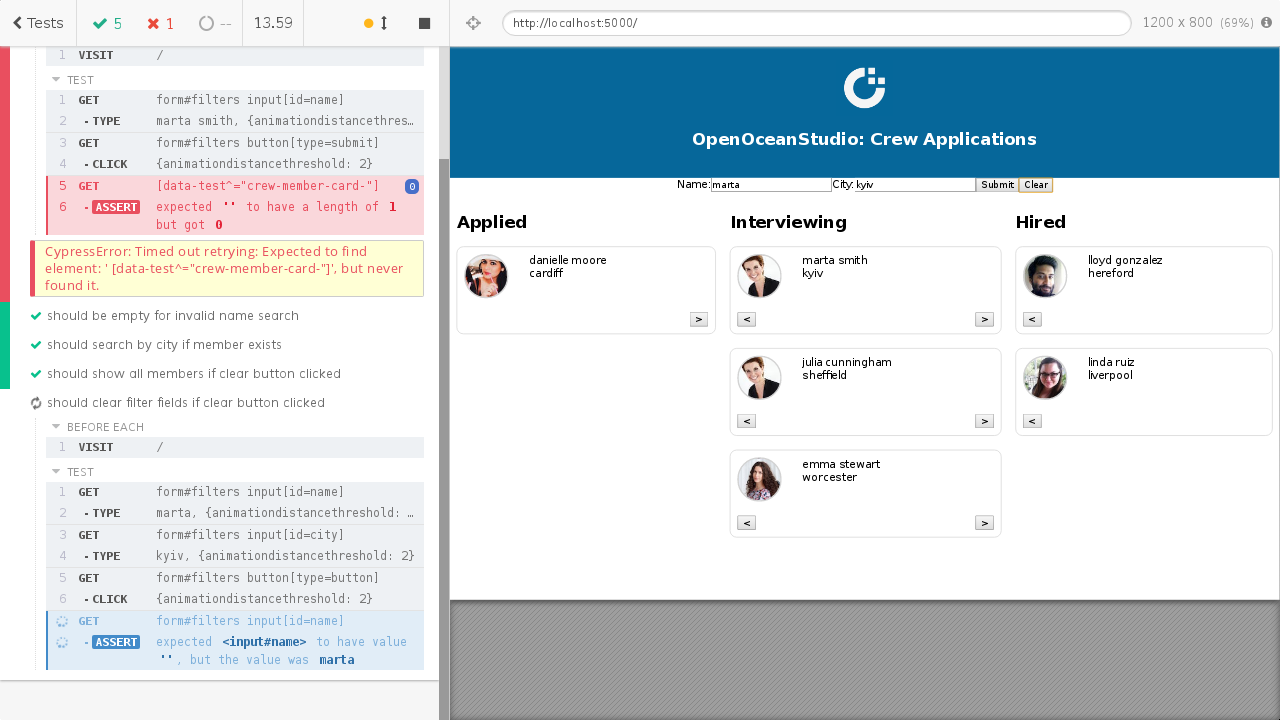 Tests
5
1
--
13.59
http://localhost:5000/
1200 x 800 (69%)
1 VISIT /
TEST
1 GET form#filters input[id=name]
2 - TYPE marta smith, {animationdistancethres…
3 GET form#filters button[type=submit]
4 - CLICK {animationdistancethreshold: 2}
5 GET [data-test^="crew-member-card-"] 0
6 - ASSERT expected '' to have a length of 1
but got 0
CypressError: Timed out retrying: Expected to find
element: ' [data-test^="crew-member-card-"]', but never
found it.
should be empty for invalid name search
should search by city if member exists
should show all members if clear button clicked
should clear filter fields if clear button clicked
BEFORE EACH
1 VISIT /
TEST
1 GET form#filters input[id=name]
2 - TYPE marta, {animationdistancethreshold: …
3 GET form#filters input[id=city]
4 - TYPE kyiv, {animationdistancethreshold: 2}
5 GET form#filters button[type=button]
6 - CLICK {animationdistancethreshold: 2}
GET form#filters input[id=name]
- ASSERT expected <input#name> to have value
'', but the value was marta
OpenOceanStudio: Crew Applications
Name: marta City: kyiv Submit Clear
Applied
danielle moore
cardiff
>
Interviewing
marta smith
kyiv
< >
julia cunningham
sheffield
< >
emma stewart
worcester
< >
Hired
lloyd gonzalez
hereford
<
linda ruiz
liverpool
<